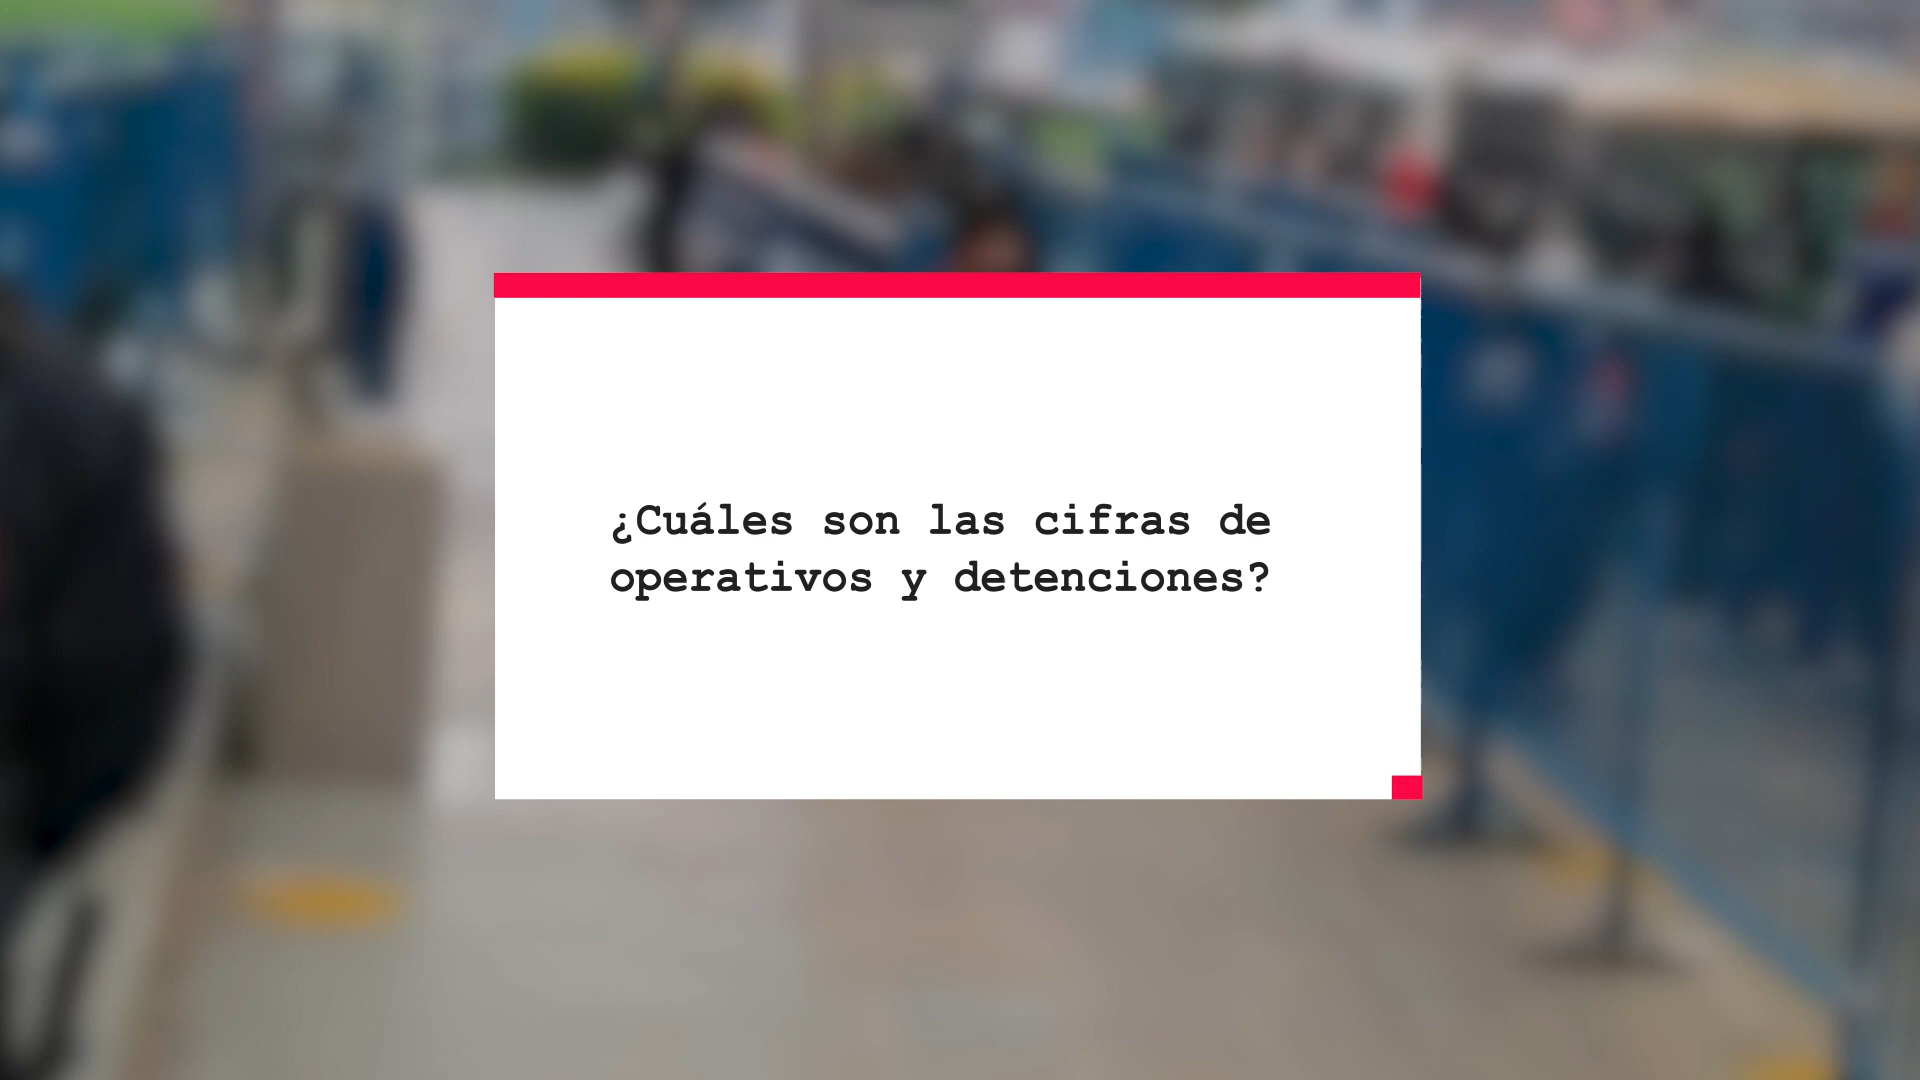 ¿Cuáles son las cifras de
operativos y detenciones?